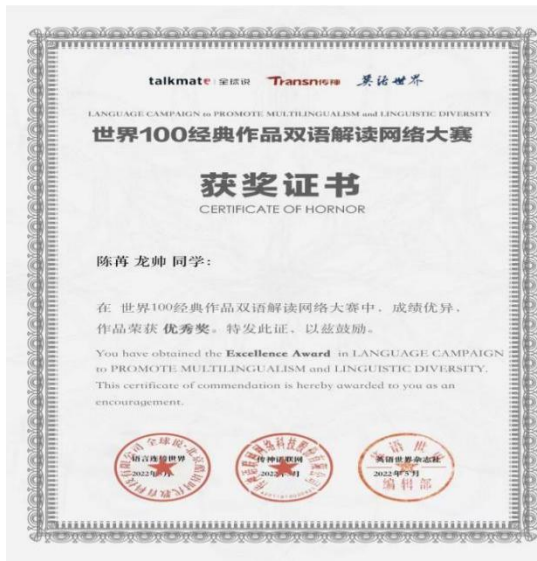 talkmate 全球说 Transn传神 英语世界
LANGUAGE CAMPAIGN to PROMOTE MULTILINGUALISM and LINGUISTIC DIVERSITY
世界100经典作品双语解读网络大赛
获奖证书
CERTIFICATE OF HORNOR
陈苒 龙帅 同学:
在 世界100经典作品双语解读网络大赛中,成绩优异,
作品荣获 优秀奖。特发此证,以兹鼓励。
You have obtained the Excellence Award in LANGUAGE CAMPAIGN
to PROMOTE MULTILINGUALISM and LINGUISTIC DIVERSITY.
This certificate of commendation is hereby awarded to you as an
encouragement.
语言连接世界 传神语联网 英语世界杂志社
2022年5月
编辑部